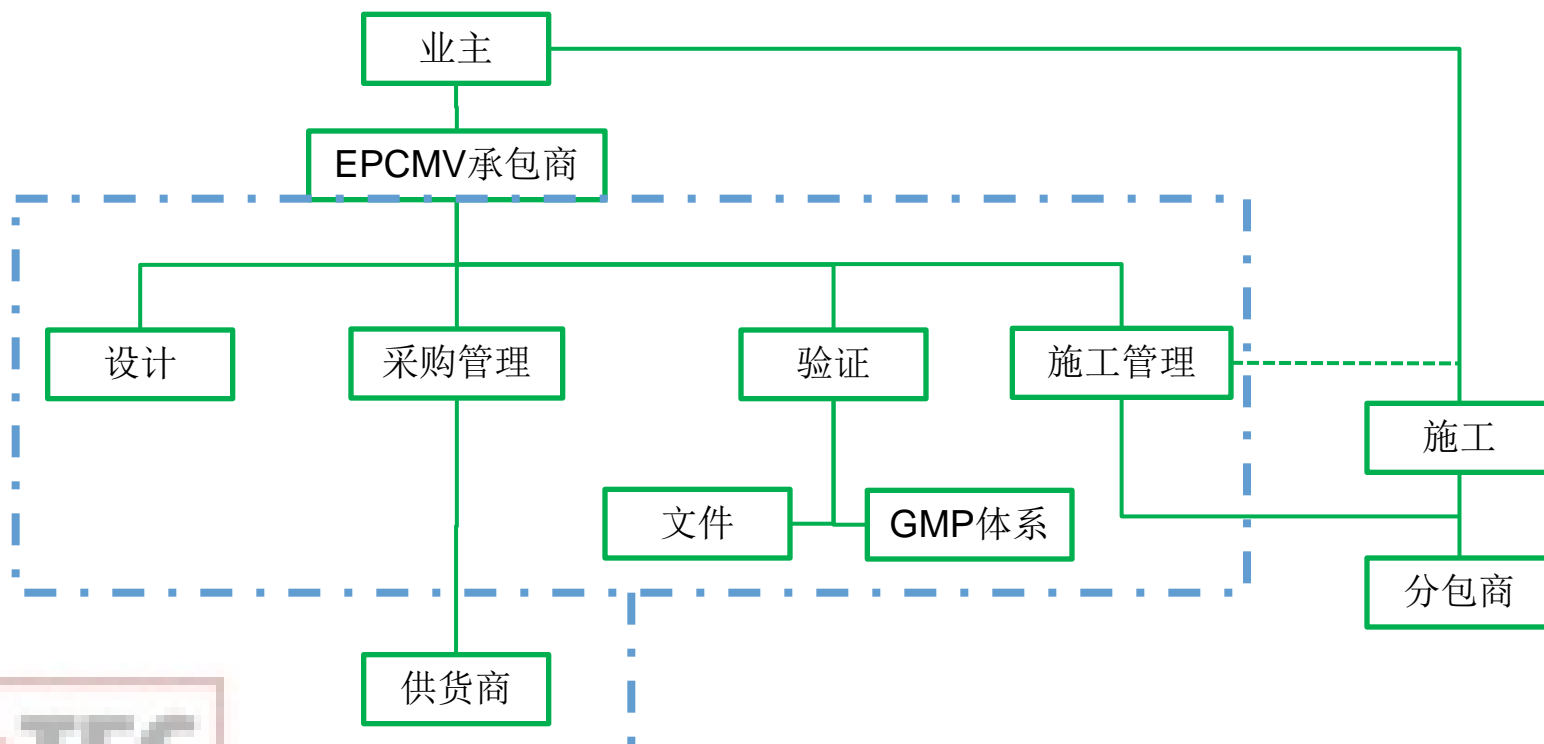 业主
EPCMV承包商
设计
采购管理
验证
施工管理
施工
文件
GMP体系
分包商
供货商